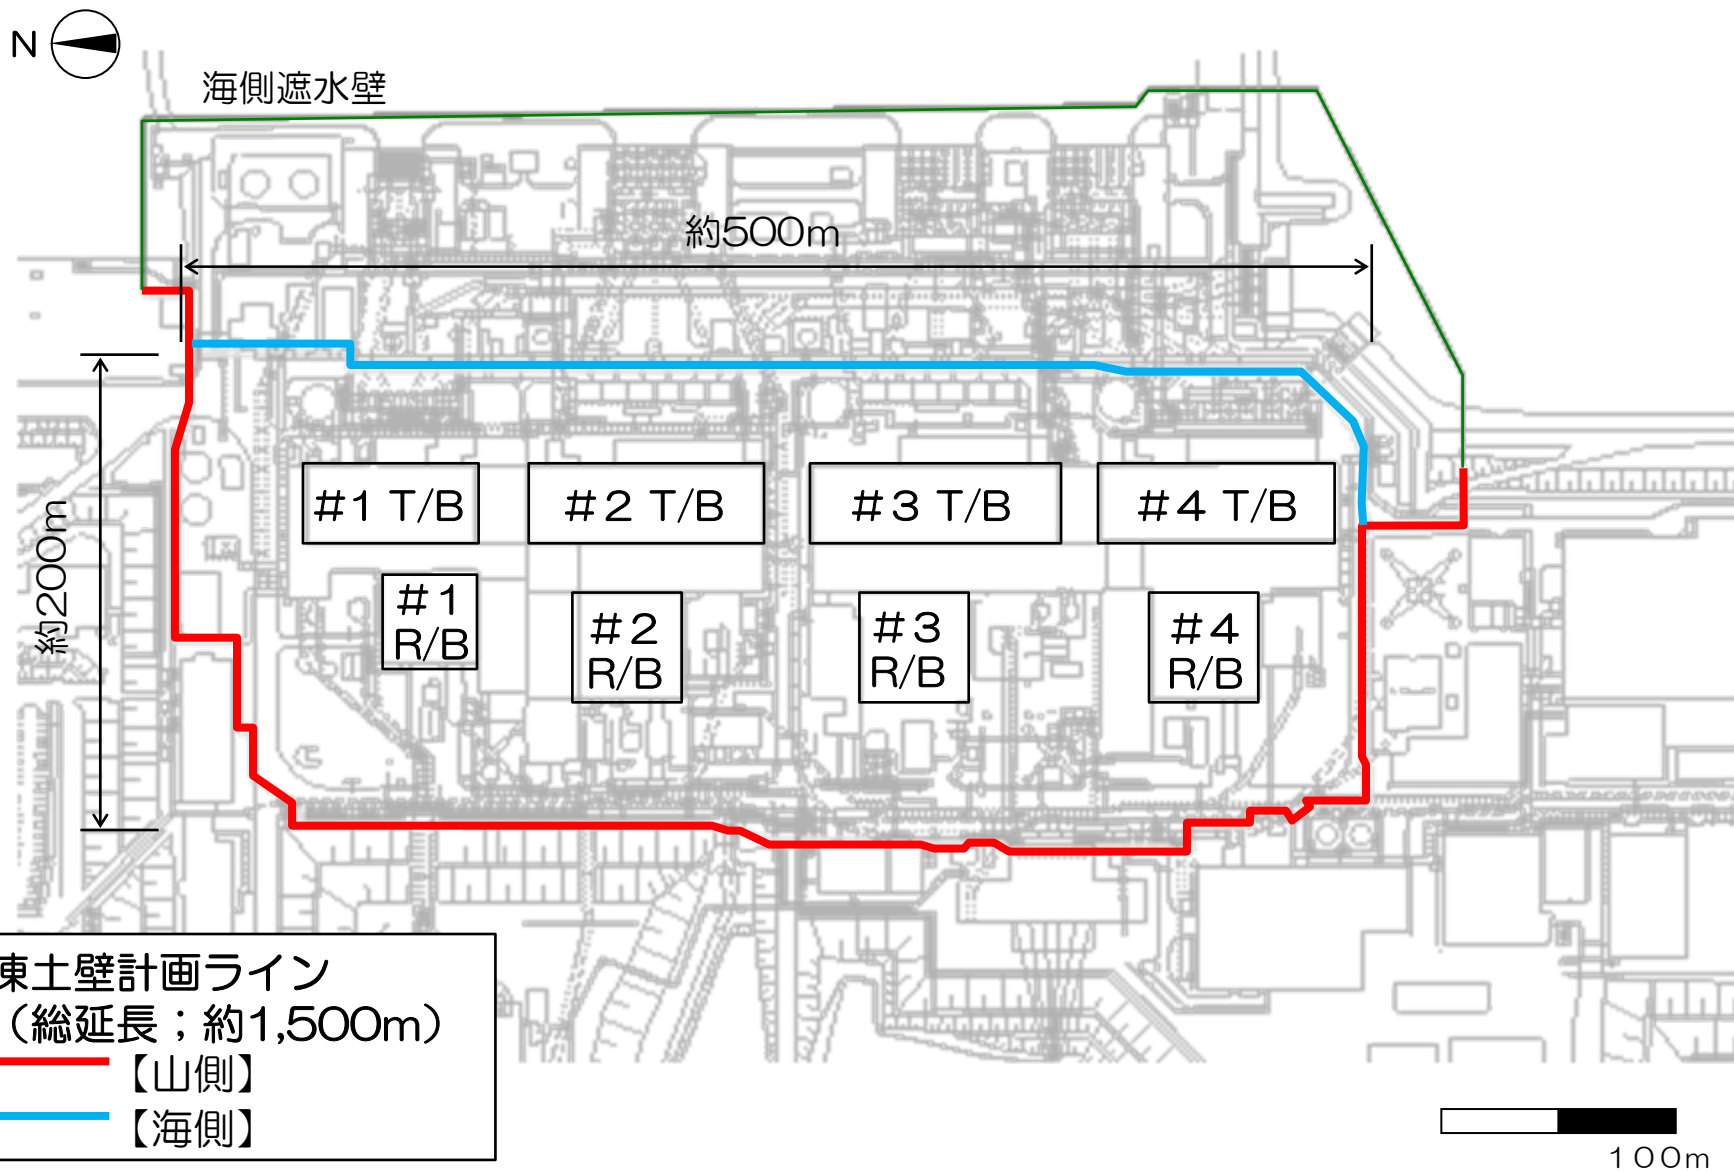 N
海側遮水壁
約500m
約200m
#1 T/B
#2 T/B
#3 T/B
#4 T/B
#1
R/B
#2
R/B
#3
R/B
#4
R/B
凍土壁計画ライン
（総延長；約1,500m）
【山側】
【海側】
100m